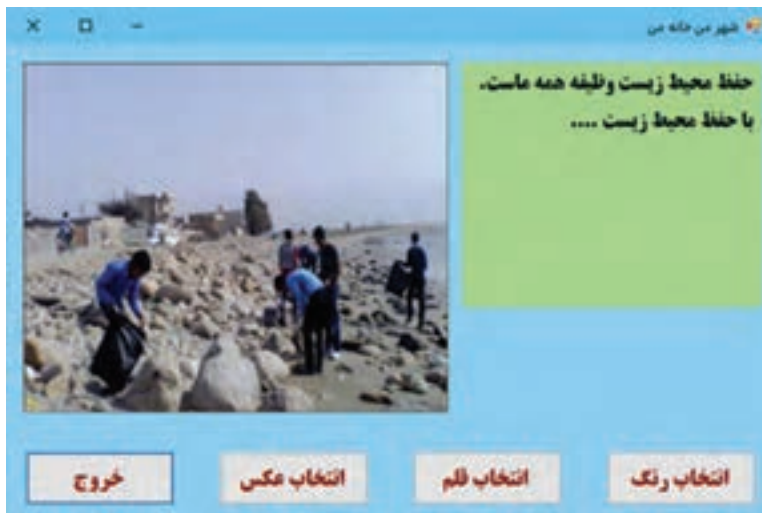 شهر من خانه من
حفظ محیط زیست وظیفه همه ماست.
با حفظ محیط زیست ....
انتخاب رنگ
انتخاب قلم
انتخاب عکس
خروج